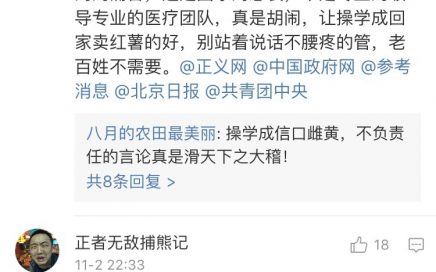 导专业的医疗团队，真是胡闹，让操学成回
家卖红薯的好，别站着说话不腰疼的管，老
百姓不需要。@正义网 @中国政府网 @参考
消息 @北京日报 @共青团中央
八月的农田最美丽: 操学成信口雌黄，不负责
任的言论真是滑天下之大稽！
共8条回复 >
正者无敌捕熊记
18
11-2 22:33